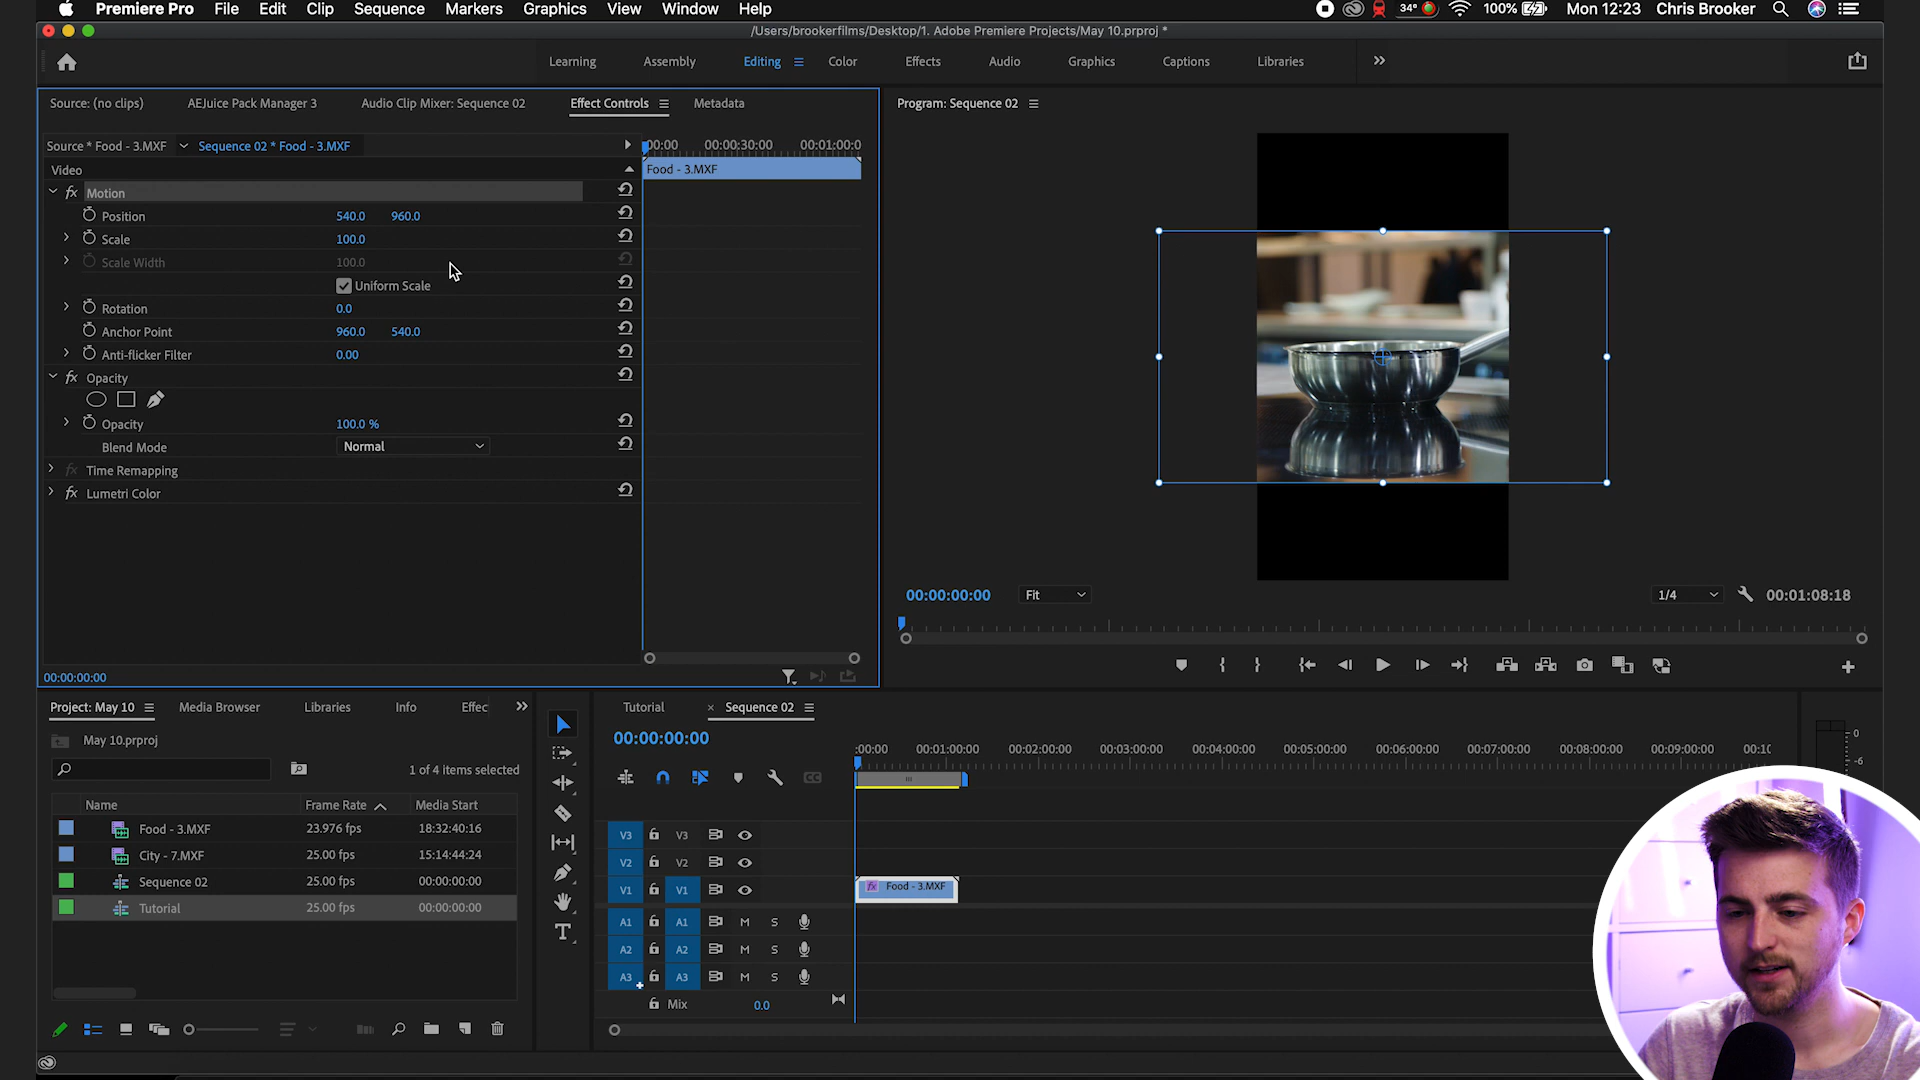 Premiere Pro File Edit Clip Sequence Markers Graphics View Window Help 34° 100% Mon 12:23 Chris Brooker
/Users/brookerfilms/Desktop/1. Adobe Premiere Projects/May 10.prproj *
Learning Assembly Editing Color Effects Audio Graphics Captions Libraries
Source: (no clips) AEJuice Pack Manager 3 Audio Clip Mixer: Sequence 02 Effect Controls Metadata
Program: Sequence 02
Source * Food - 3.MXF Sequence 02 * Food - 3.MXF
:00:00 00:00:30:00 00:01:00:0
Video
Food - 3.MXF
fx Motion
Position 540.0 960.0
Scale 100.0
Scale Width 100.0
Uniform Scale
Rotation 0.0
Anchor Point 960.0 540.0
Anti-flicker Filter 0.00
fx Opacity
Opacity 100.0 %
Blend Mode Normal
fx Time Remapping
fx Lumetri Color
00:00:00:00
00:00:00:00 Fit 1/4 00:01:08:18
Project: May 10 Media Browser Libraries Info Effec
May 10.prproj
1 of 4 items selected
Name Frame Rate Media Start
Food - 3.MXF 23.976 fps 18:32:40:16
City - 7.MXF 25.00 fps 15:14:44:24
Sequence 02 25.00 fps 00:00:00:00
Tutorial 25.00 fps 00:00:00:00
T
Tutorial × Sequence 02
00:00:00:00
:00:00 00:01:00:00 00:02:00:00 00:03:00:00 00:04:00:00 00:05:00:00 00:06:00:00 00:07:00:00 00:08:00:00 00:09:00:00 00:10
CC
V3 V3
V2 V2
V1 V1 fx Food - 3.MXF
A1 A1 M S
A2 A2 M S
A3 A3 M S
Mix 0.0
0
-6